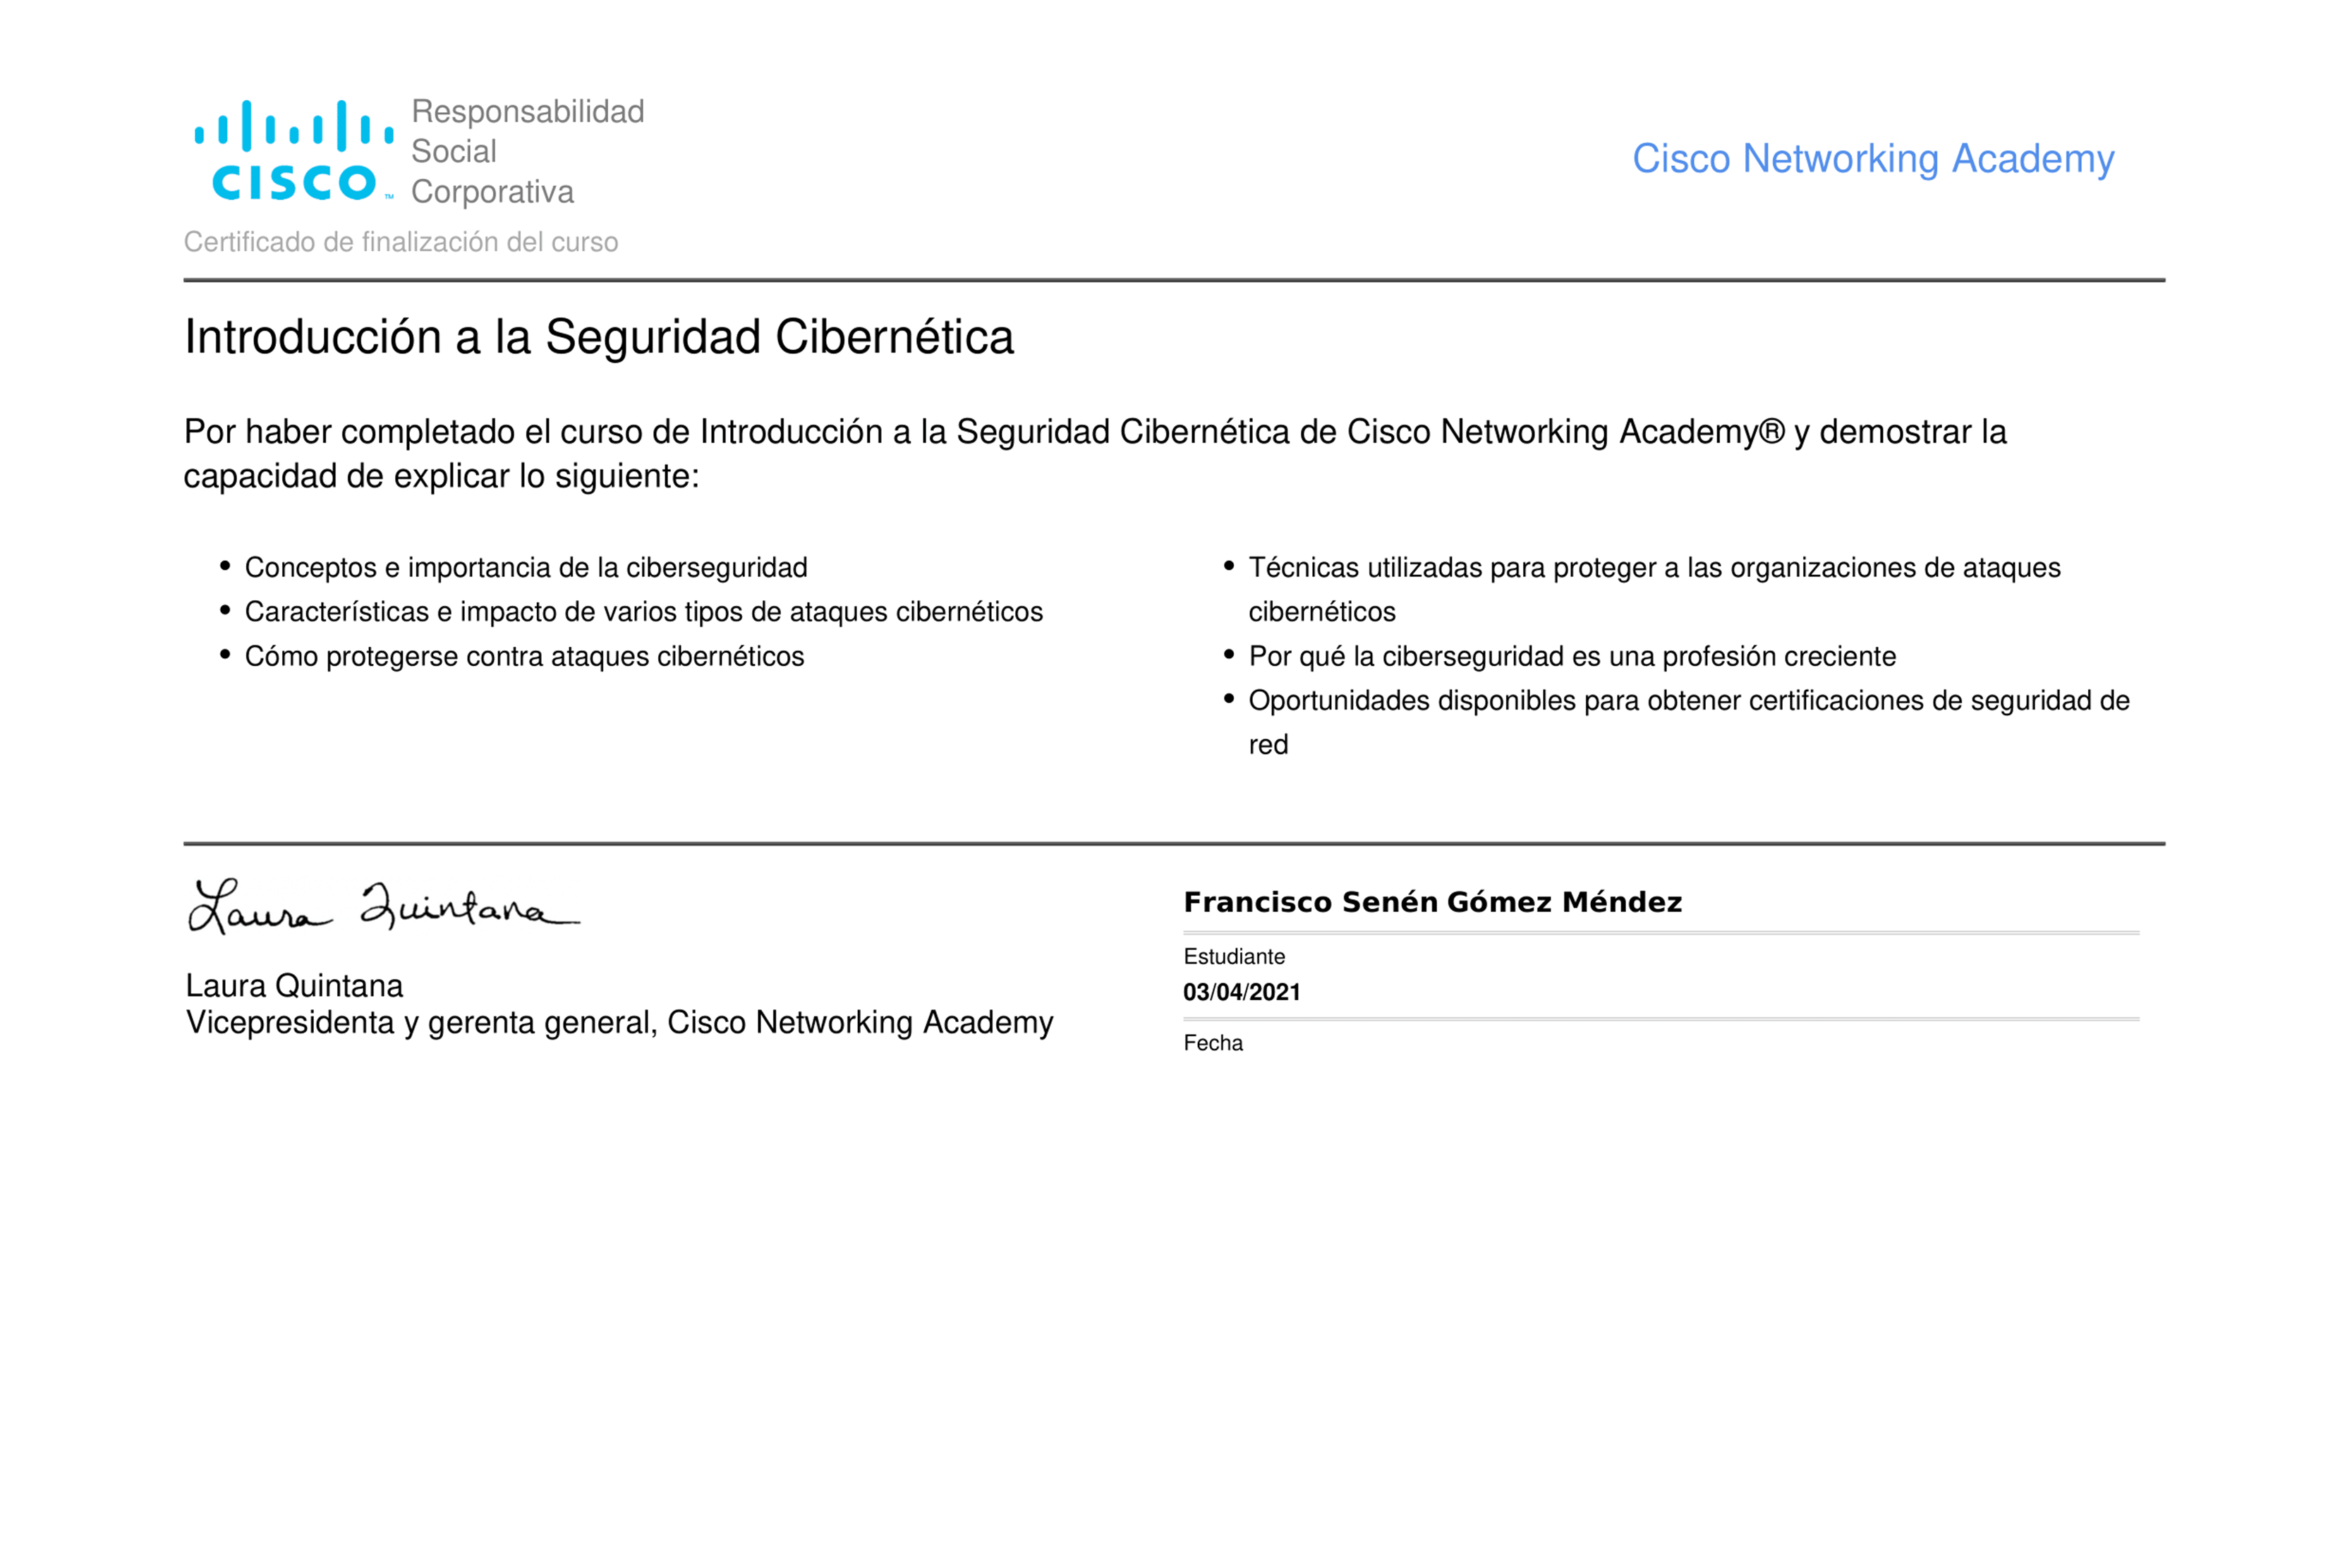 Responsabilidad
Social
Corporativa
CISCO™
Cisco Networking Academy
Certificado de finalización del curso
Introducción a la Seguridad Cibernética
Por haber completado el curso de Introducción a la Seguridad Cibernética de Cisco Networking Academy® y demostrar la
capacidad de explicar lo siguiente:
• Conceptos e importancia de la ciberseguridad
• Características e impacto de varios tipos de ataques cibernéticos
• Cómo protegerse contra ataques cibernéticos
• Técnicas utilizadas para proteger a las organizaciones de ataques
cibernéticos
• Por qué la ciberseguridad es una profesión creciente
• Oportunidades disponibles para obtener certificaciones de seguridad de
red
Laura Quintana
Laura Quintana
Vicepresidenta y gerenta general, Cisco Networking Academy
Francisco Senén Gómez Méndez
Estudiante
03/04/2021
Fecha